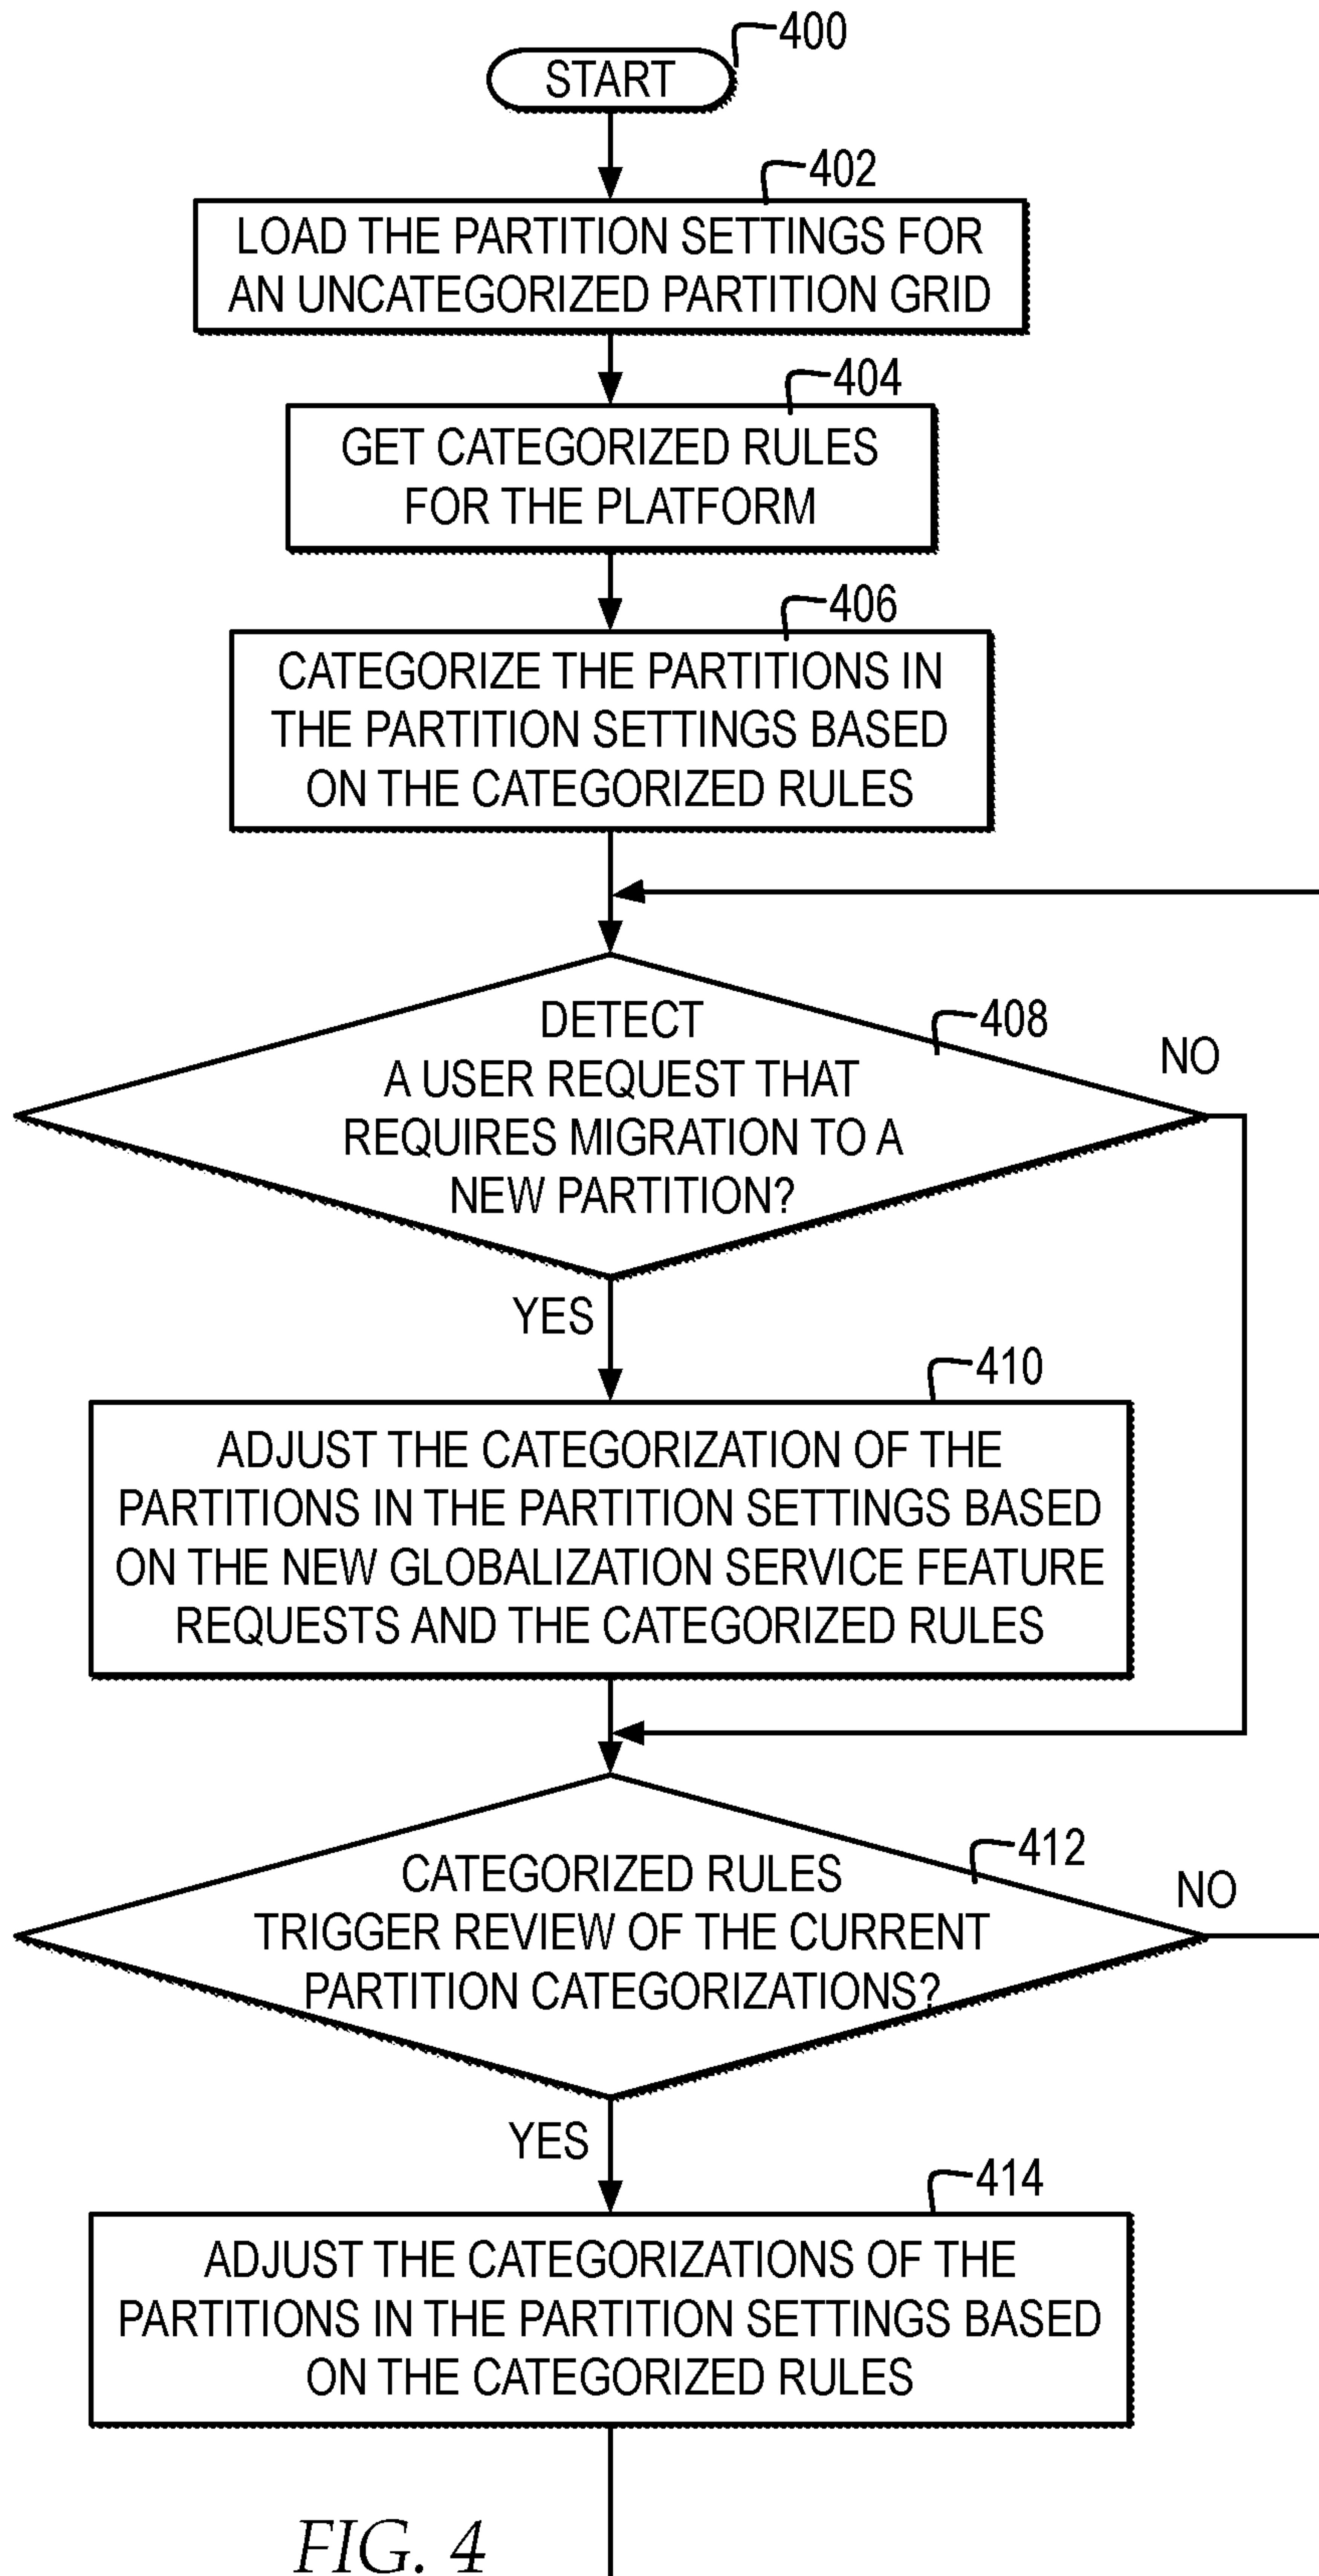 400
START
402
LOAD THE PARTITION SETTINGS FOR
AN UNCATEGORIZED PARTITION GRID
404
GET CATEGORIZED RULES
FOR THE PLATFORM
406
CATEGORIZE THE PARTITIONS IN
THE PARTITION SETTINGS BASED
ON THE CATEGORIZED RULES
408
DETECT
A USER REQUEST THAT
REQUIRES MIGRATION TO A
NEW PARTITION?
NO
YES
410
ADJUST THE CATEGORIZATION OF THE
PARTITIONS IN THE PARTITION SETTINGS BASED
ON THE NEW GLOBALIZATION SERVICE FEATURE
REQUESTS AND THE CATEGORIZED RULES
412
CATEGORIZED RULES
TRIGGER REVIEW OF THE CURRENT
PARTITION CATEGORIZATIONS?
NO
YES
414
ADJUST THE CATEGORIZATIONS OF THE
PARTITIONS IN THE PARTITION SETTINGS BASED
ON THE CATEGORIZED RULES
FIG. 4